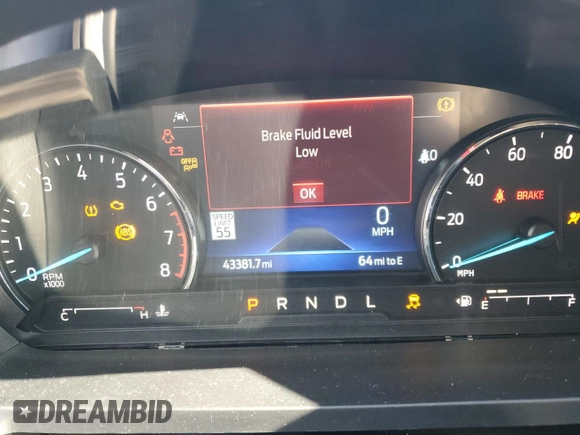 Brake Fluid Level
Low
OK
OFF
1 2 3 4 5 6 7 8
0
RPM
x1000
ABS
SPEED
LIMIT
55
0
MPH
43381.7 mi
64 mi to E
0 20 40 60 80
MPH
BRAKE
C H
P R N D L
E F
DREAMBID